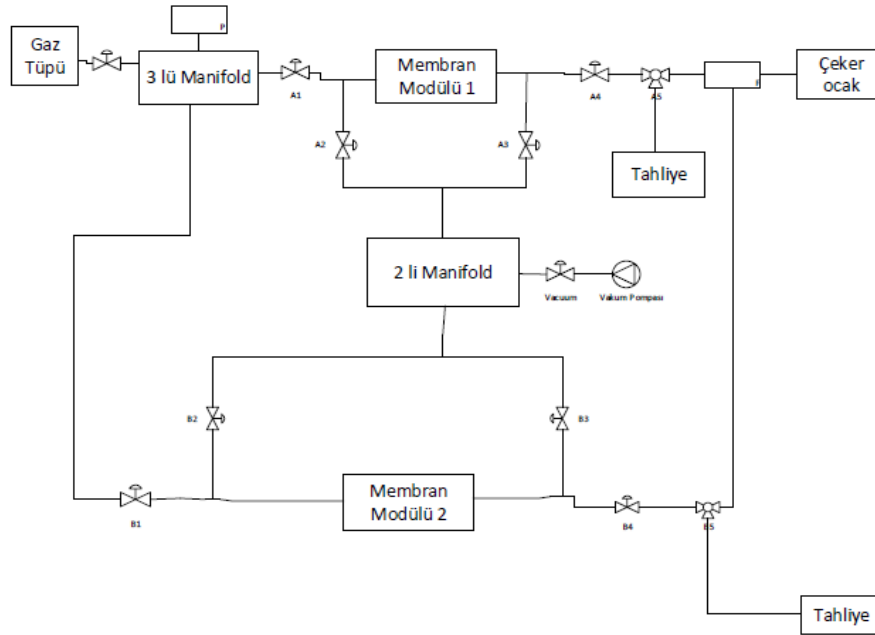 Gaz
Tüpü
P
3 lü Manifold
A1
Membran
Modülü 1
A4
A5
F
Çeker
ocak
A2
A3
Tahliye
2 li Manifold
Vacuum
Vakum Pompası
B2
B3
B1
Membran
Modülü 2
B4
B5
Tahliye